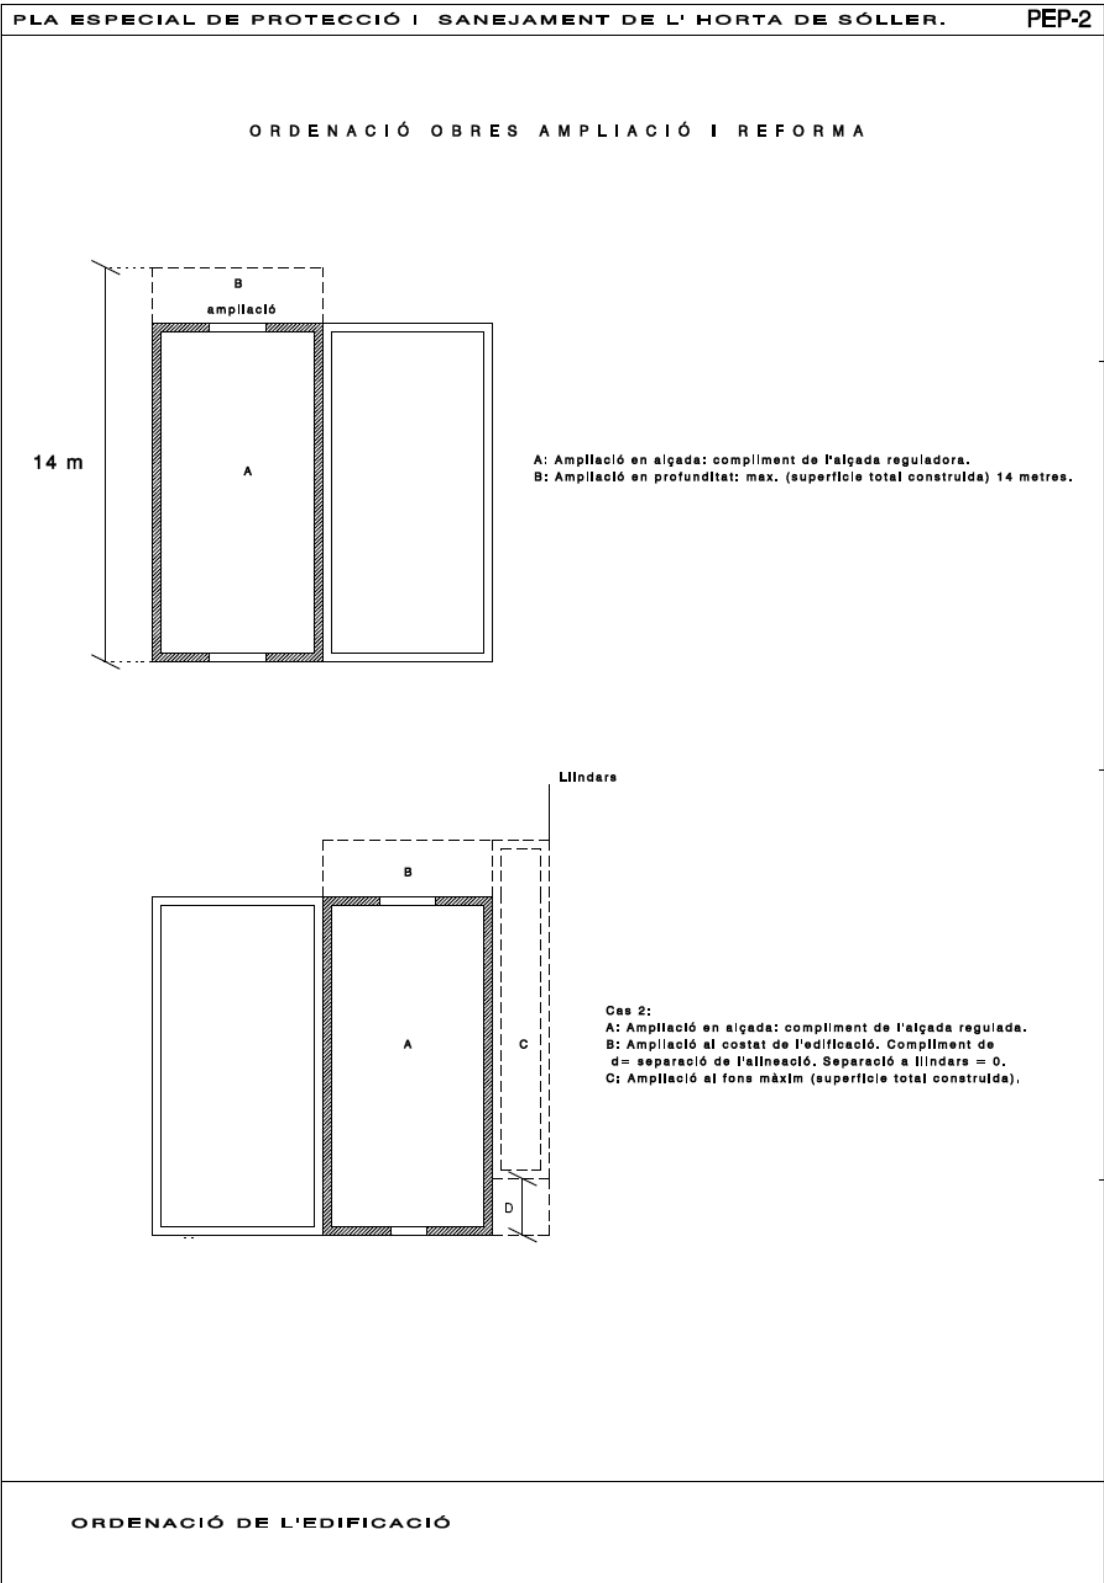 PLA ESPECIAL DE PROTECCIÓ I SANEJAMENT DE L' HORTA DE SÓLLER. PEP-2
ORDENACIÓ OBRES AMPLIACIÓ I REFORMA
B
ampliació
14 m
A
A: Ampliació en alçada: compliment de l'alçada reguladora.
B: Ampliació en profunditat: max. (superficie total construida) 14 metres.
Llindars
B
A
C
D
Cas 2:
A: Ampliació en alçada: compliment de l'alçada regulada.
B: Ampliació al costat de l'edificació. Compliment de
d= separació de l'alineació. Separació a llindars = 0.
C: Ampliació al fons màxim (superficie total construida).
ORDENACIÓ DE L'EDIFICACIÓ